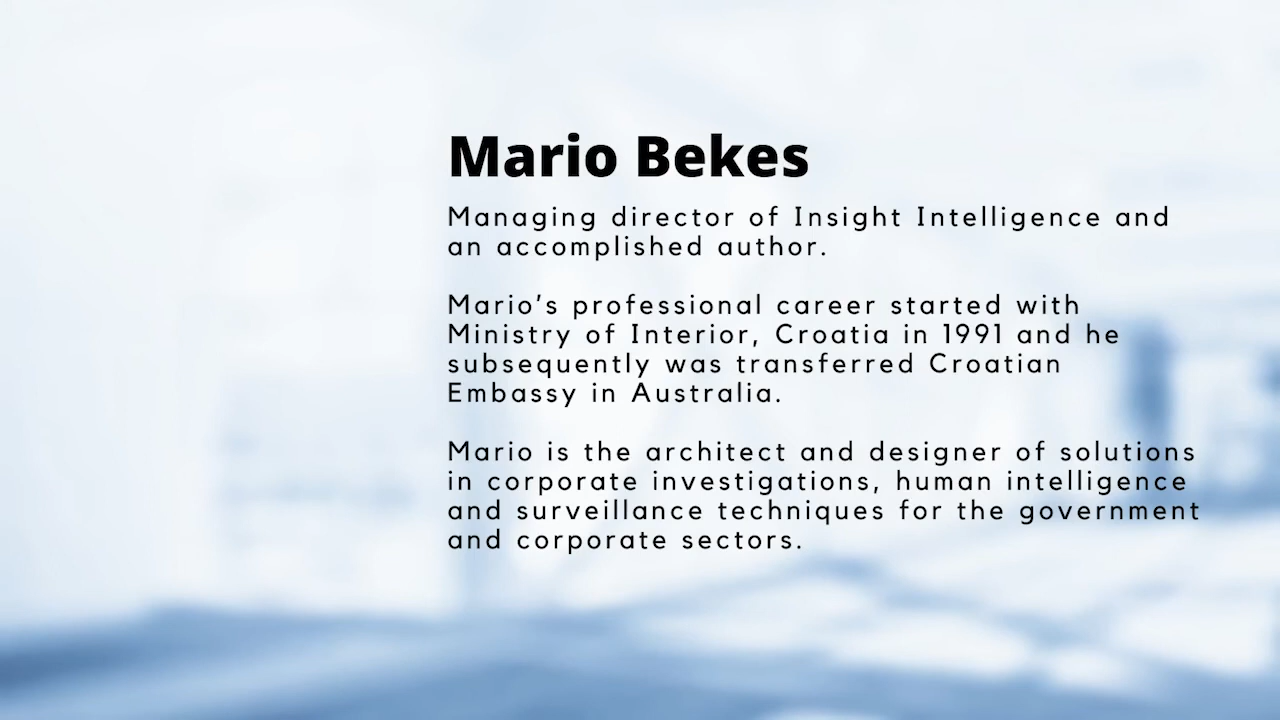 Mario Bekes
Managing director of Insight Intelligence and
an accomplished author.
Mario’s professional career started with
Ministry of Interior, Croatia in 1991 and he
subsequently was transferred Croatian
Embassy in Australia.
Mario is the architect and designer of solutions
in corporate investigations, human intelligence
and surveillance techniques for the government
and corporate sectors.